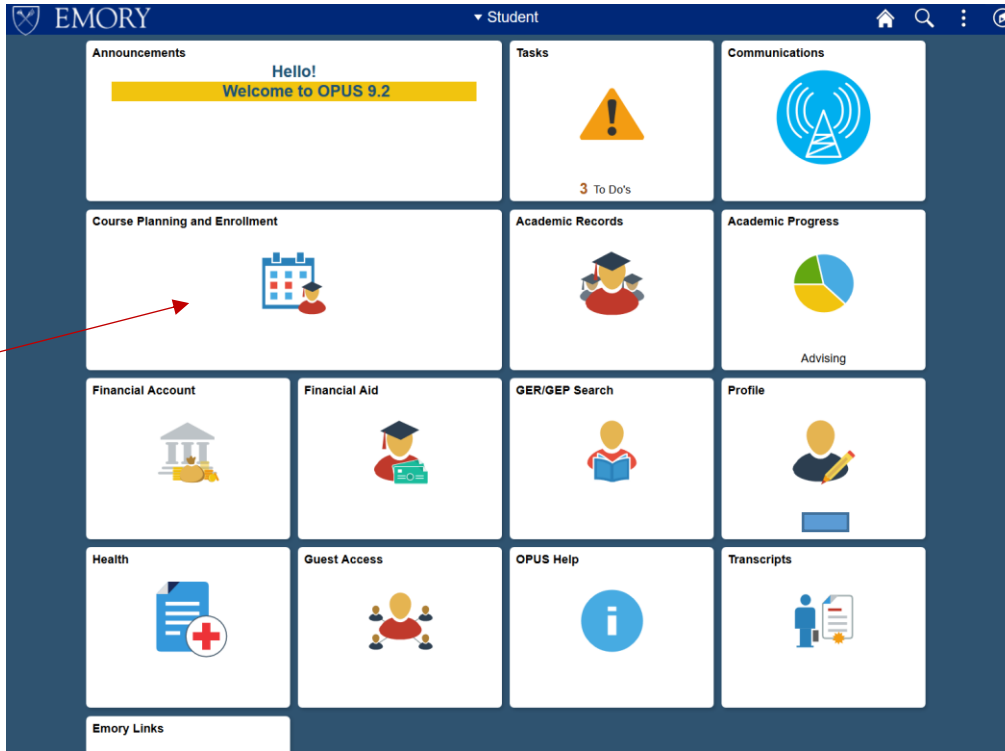 EMORY
Student
Announcements
Hello!
Welcome to OPUS 9.2
Tasks
3 To Do's
Communications
Course Planning and Enrollment
Academic Records
Academic Progress
Advising
Financial Account
Financial Aid
GER/GEP Search
Profile
Health
Guest Access
OPUS Help
Transcripts
Emory Links